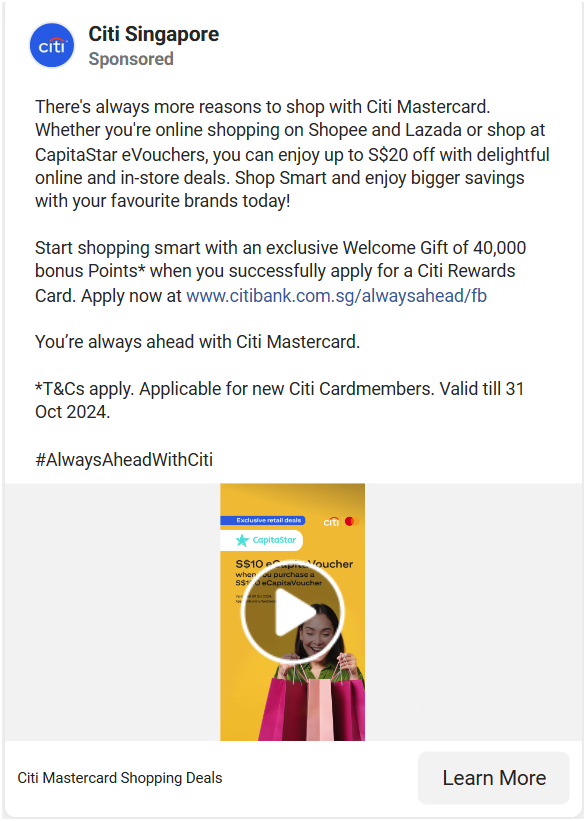 citi
Citi Singapore
Sponsored
There's always more reasons to shop with Citi Mastercard.
Whether you're online shopping on Shopee and Lazada or shop at
CapitaStar eVouchers, you can enjoy up to S$20 off with delightful
online and in-store deals. Shop Smart and enjoy bigger savings
with your favourite brands today!
Start shopping smart with an exclusive Welcome Gift of 40,000
bonus Points* when you successfully apply for a Citi Rewards
Card. Apply now at www.citibank.com.sg/alwaysahead/fb
You’re always ahead with Citi Mastercard.
*T&Cs apply. Applicable for new Citi Cardmembers. Valid till 31
Oct 2024.
#AlwaysAheadWithCiti
Exclusive retail deals
citi
CapitaStar
S$10 eCapitaVoucher
when you purchase a
eCapitaVoucher
Citi Mastercard Shopping Deals
Learn More